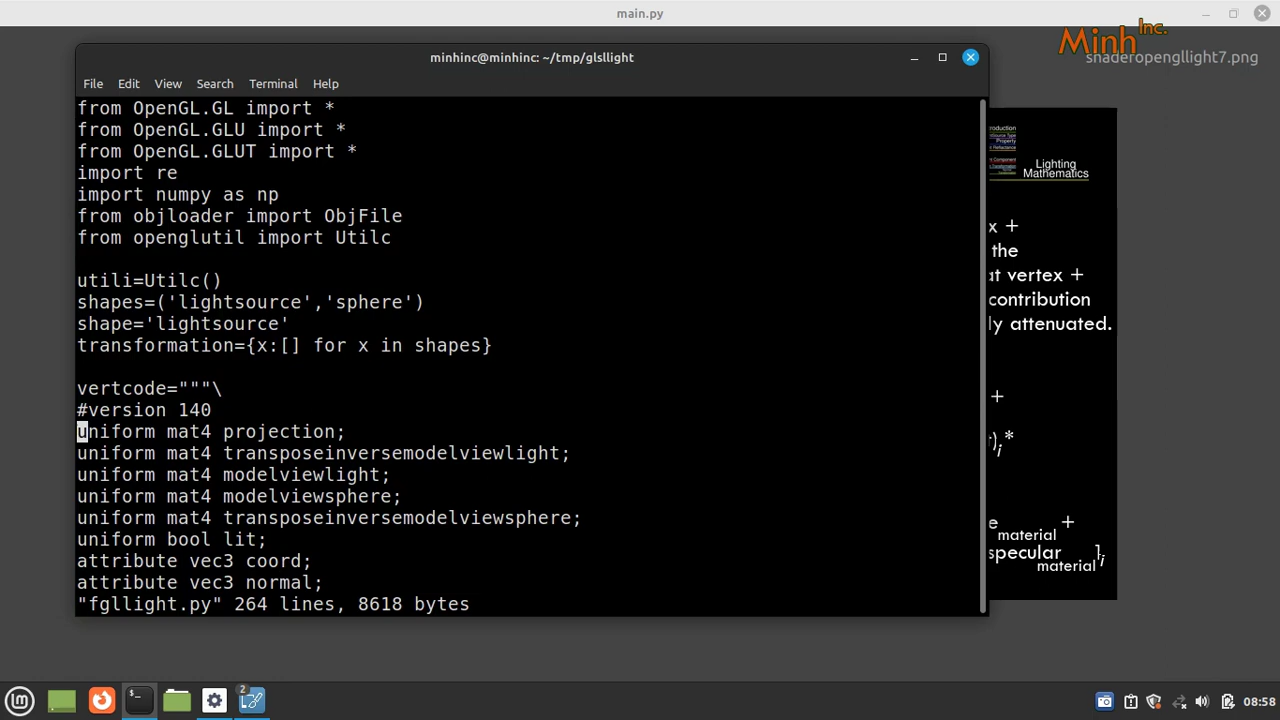 main.py
Minh Inc.
shaderopengllight7.png
minhinc@minhinc: ~/tmp/glsllight
File Edit View Search Terminal Help
from OpenGL.GL import *
from OpenGL.GLU import *
from OpenGL.GLUT import *
import re
import numpy as np
from objloader import ObjFile
from openglutil import Utilc
utili=Utilc()
shapes=('lightsource','sphere')
shape='lightsource'
transformation={x:[] for x in shapes}
vertcode="""\
#version 140
uniform mat4 projection;
uniform mat4 transposeinversemodelviewlight;
uniform mat4 modelviewlight;
uniform mat4 modelviewsphere;
uniform mat4 transposeinversemodelviewsphere;
uniform bool lit;
attribute vec3 coord;
attribute vec3 normal;
"fgllight.py" 264 lines, 8618 bytes
Lighting
Mathematics
x +
the
at vertex +
contribution
ly attenuated.
+
)i*
e material +
specular material }i
2
08:58